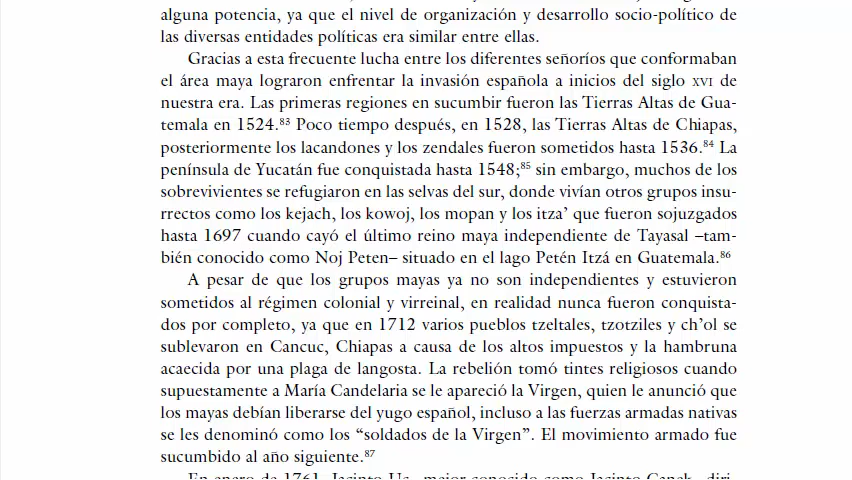 alguna potencia, ya que el nivel de organización y desarrollo socio-político de
las diversas entidades políticas era similar entre ellas.
Gracias a esta frecuente lucha entre los diferentes señoríos que conformaban
el área maya lograron enfrentar la invasión española a inicios del siglo XVI de
nuestra era. Las primeras regiones en sucumbir fueron las Tierras Altas de Gua-
temala en 1524.83 Poco tiempo después, en 1528, las Tierras Altas de Chiapas,
posteriormente los lacandones y los zendales fueron sometidos hasta 1536.84 La
península de Yucatán fue conquistada hasta 1548;85 sin embargo, muchos de los
sobrevivientes se refugiaron en las selvas del sur, donde vivían otros grupos insu-
rrectos como los kejach, los kowoj, los mopan y los itza’ que fueron sojuzgados
hasta 1697 cuando cayó el último reino maya independiente de Tayasal –tam-
bién conocido como Noj Peten– situado en el lago Petén Itzá en Guatemala.86
A pesar de que los grupos mayas ya no son independientes y estuvieron
sometidos al régimen colonial y virreinal, en realidad nunca fueron conquista-
dos por completo, ya que en 1712 varios pueblos tzeltales, tzotziles y ch’ol se
sublevaron en Cancuc, Chiapas a causa de los altos impuestos y la hambruna
acaecida por una plaga de langosta. La rebelión tomó tintes religiosos cuando
supuestamente a María Candelaria se le apareció la Virgen, quien le anunció que
los mayas debían liberarse del yugo español, incluso a las fuerzas armadas nativas
se les denominó como los “soldados de la Virgen”. El movimiento armado fue
sucumbido al año siguiente.87
En enero de 1761, Jacinto Uc– mejor conocido como Jacinto Canek– diri-